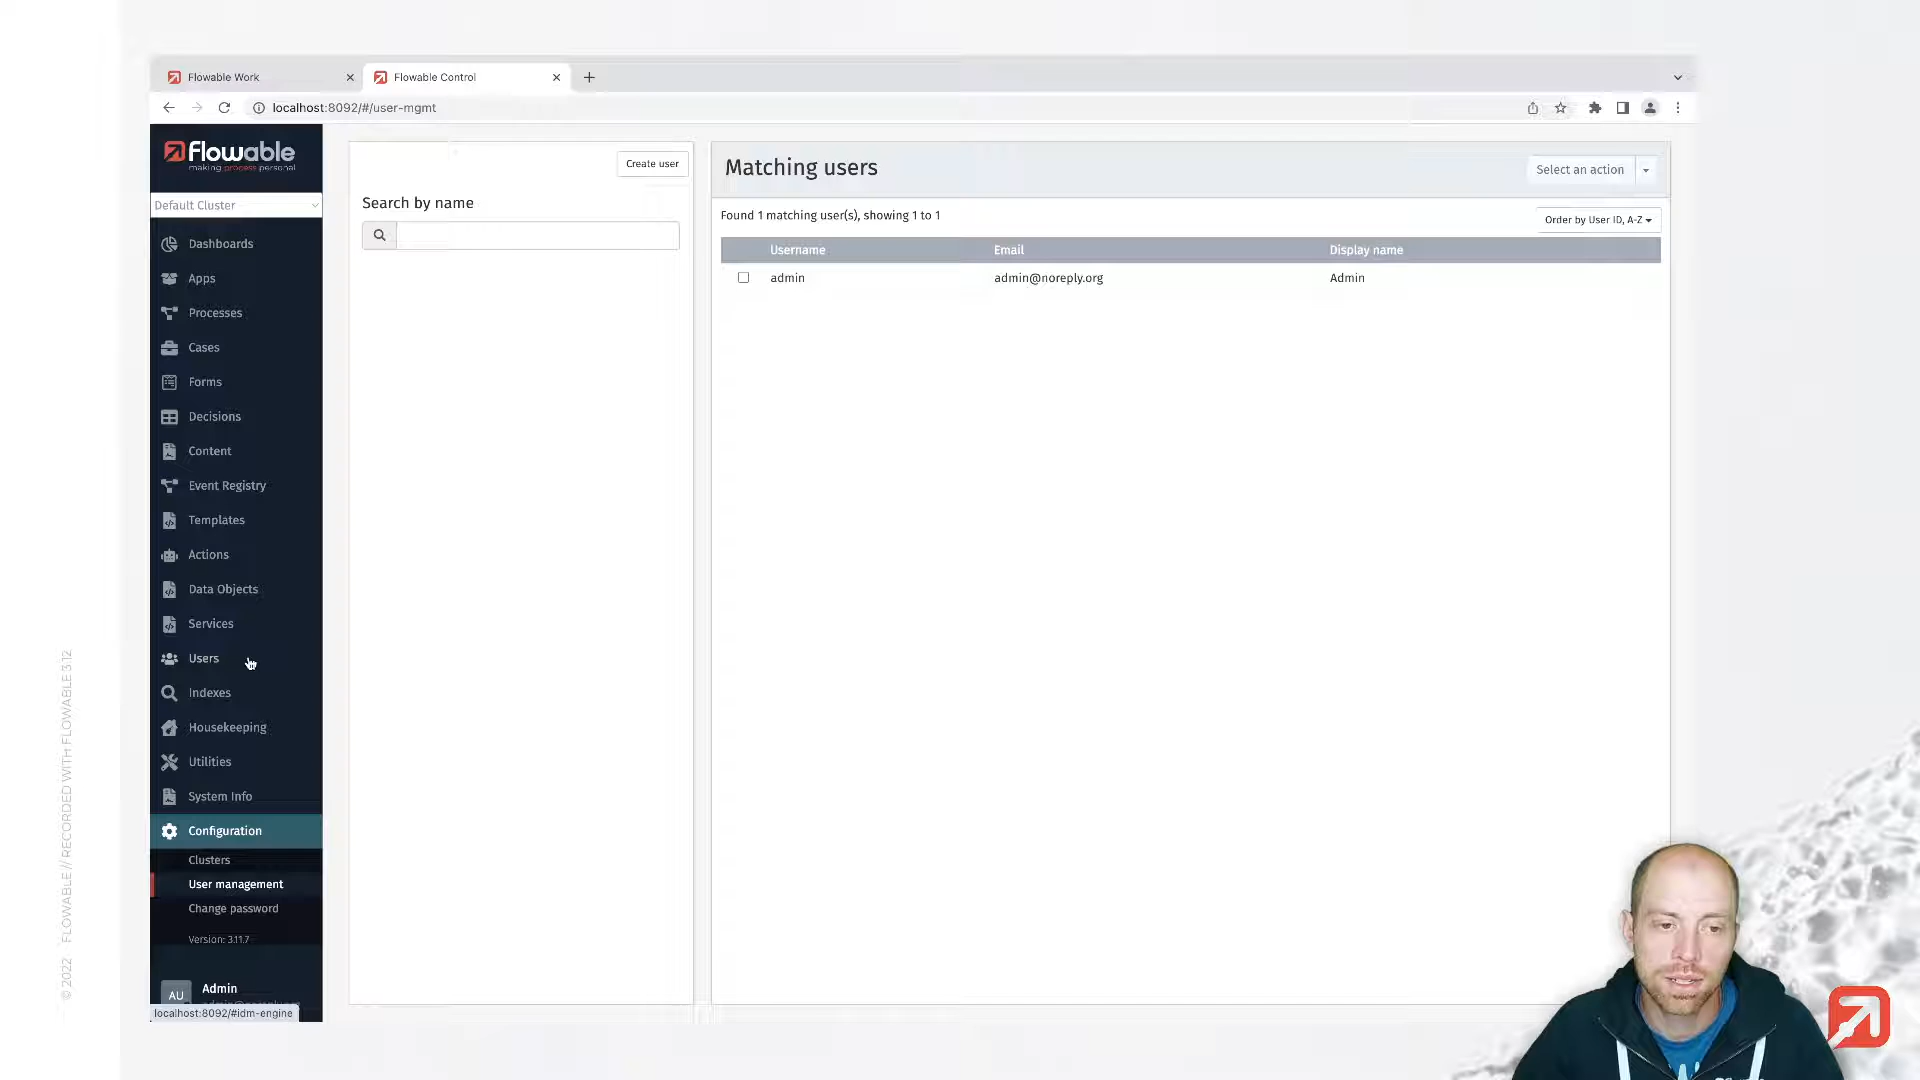 Flowable Work
Flowable Control
localhost:8092/#/user-mgmt
Flowable
making process personal
Default Cluster
Dashboards
Apps
Processes
Cases
Forms
Decisions
Content
Event Registry
Templates
Actions
Data Objects
Services
Users
Indexes
Housekeeping
Utilities
System Info
Configuration
Clusters
User management
Change password
Version: 3.11.7
AU
Admin
localhost:8092/#idm-engine
Create user
Search by name
Matching users
Select an action
Found 1 matching user(s), showing 1 to 1
Order by User ID, A-Z
Username Email Display name
admin admin@noreply.org Admin
© 2022 FLOWABLE // RECORDED WITH FLOWABLE 3.12